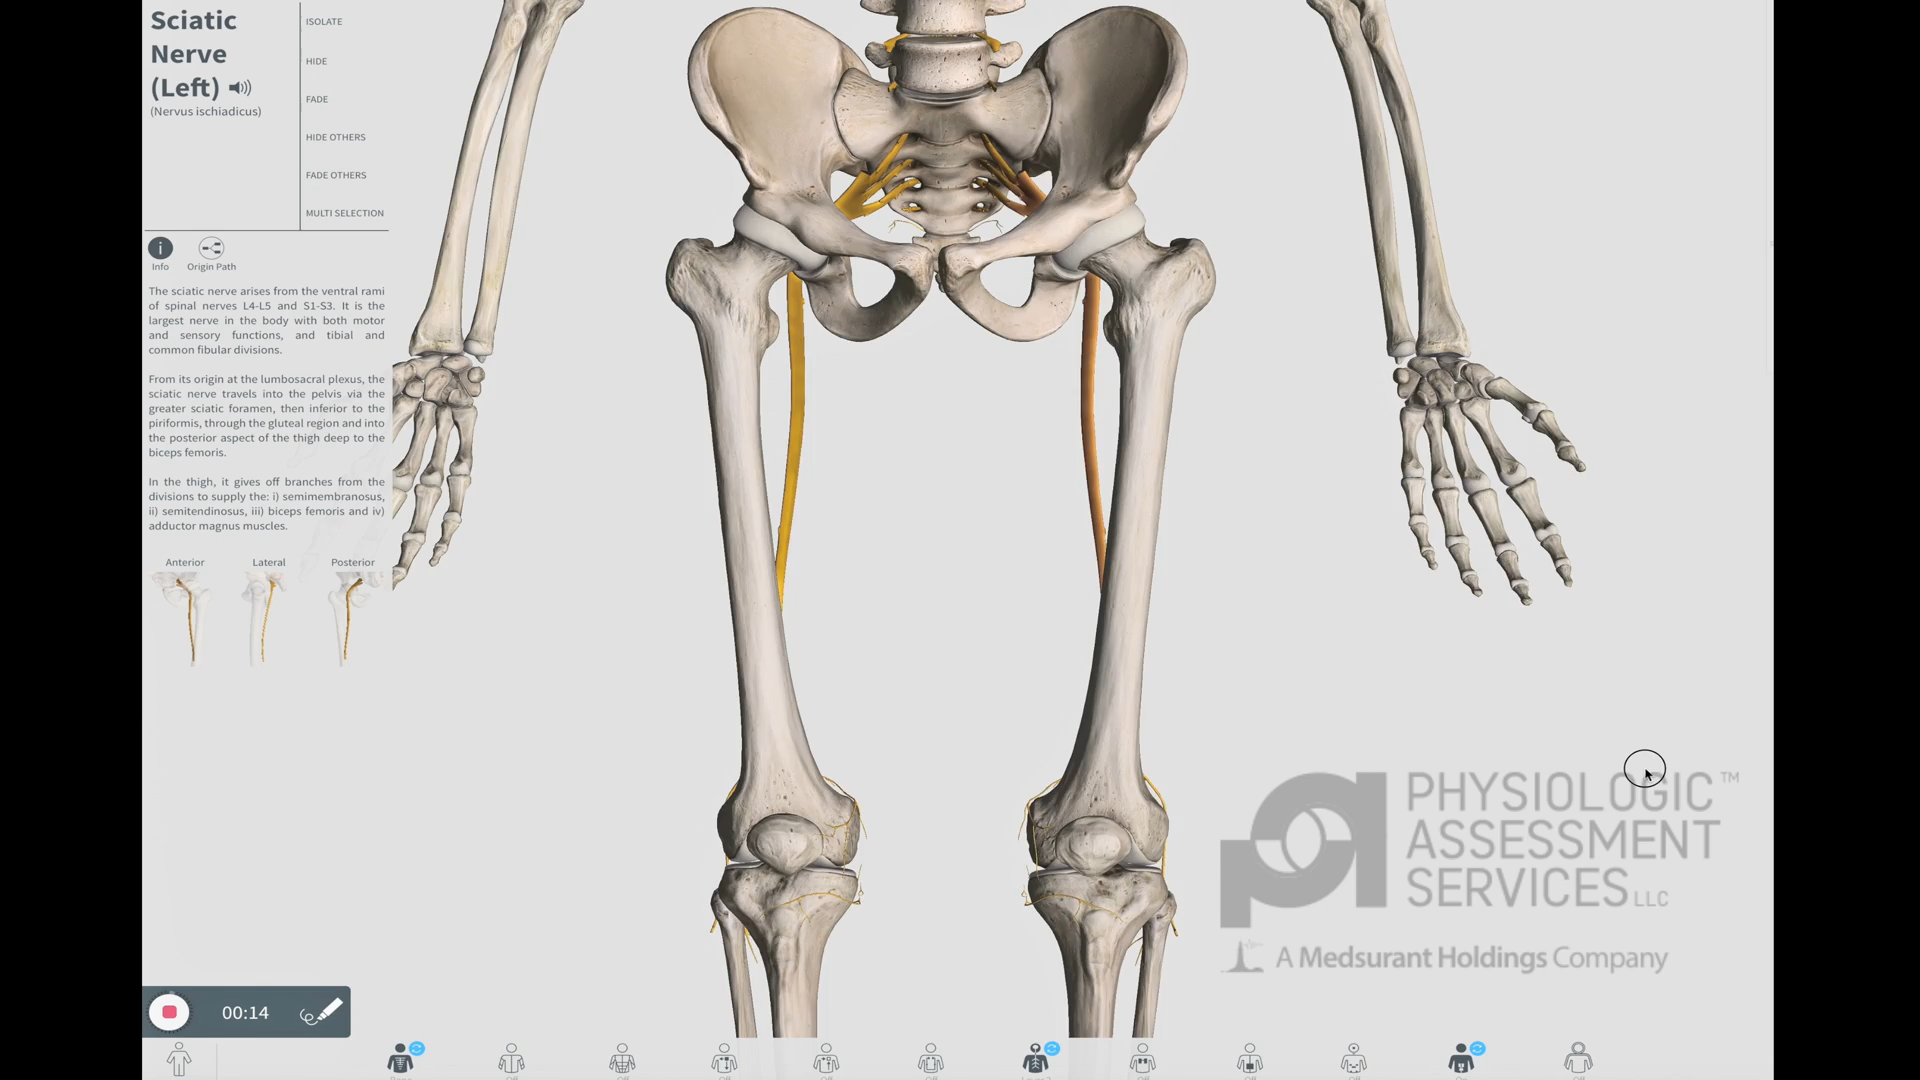 Sciatic
Nerve
(Left)
(Nervus ischiadicus)
ISOLATE
HIDE
FADE
HIDE OTHERS
FADE OTHERS
MULTI SELECTION
i
Info
Origin Path
The sciatic nerve arises from the ventral rami
of spinal nerves L4-L5 and S1-S3. It is the
largest nerve in the body with both motor
and sensory functions, and tibial and
common fibular divisions.
From its origin at the lumbosacral plexus, the
sciatic nerve travels into the pelvis via the
greater sciatic foramen, then inferior to the
piriformis, through the gluteal region and into
the posterior aspect of the thigh deep to the
biceps femoris.
In the thigh, it gives off branches from the
divisions to supply the: i) semimembranosus,
ii) semitendinosus, iii) biceps femoris and iv)
adductor magnus muscles.
Anterior
Lateral
Posterior
PHYSIOLOGIC™
ASSESSMENT
SERVICES LLC
A Medsurant Holdings Company
00:14